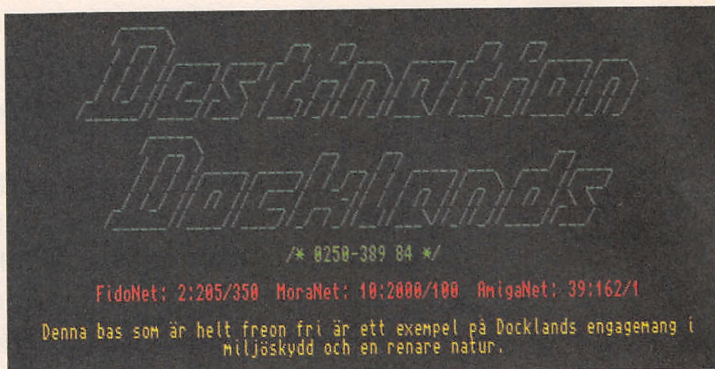 Destination
Docklands
/* 0250-389 84 */
FidoNet: 2:205/350 MoraNet: 10:2000/100 AmigaNet: 39:162/1
Denna bas som är helt freon fri är ett exempel på Docklands engagemang i
miljöskydd och en renare natur.